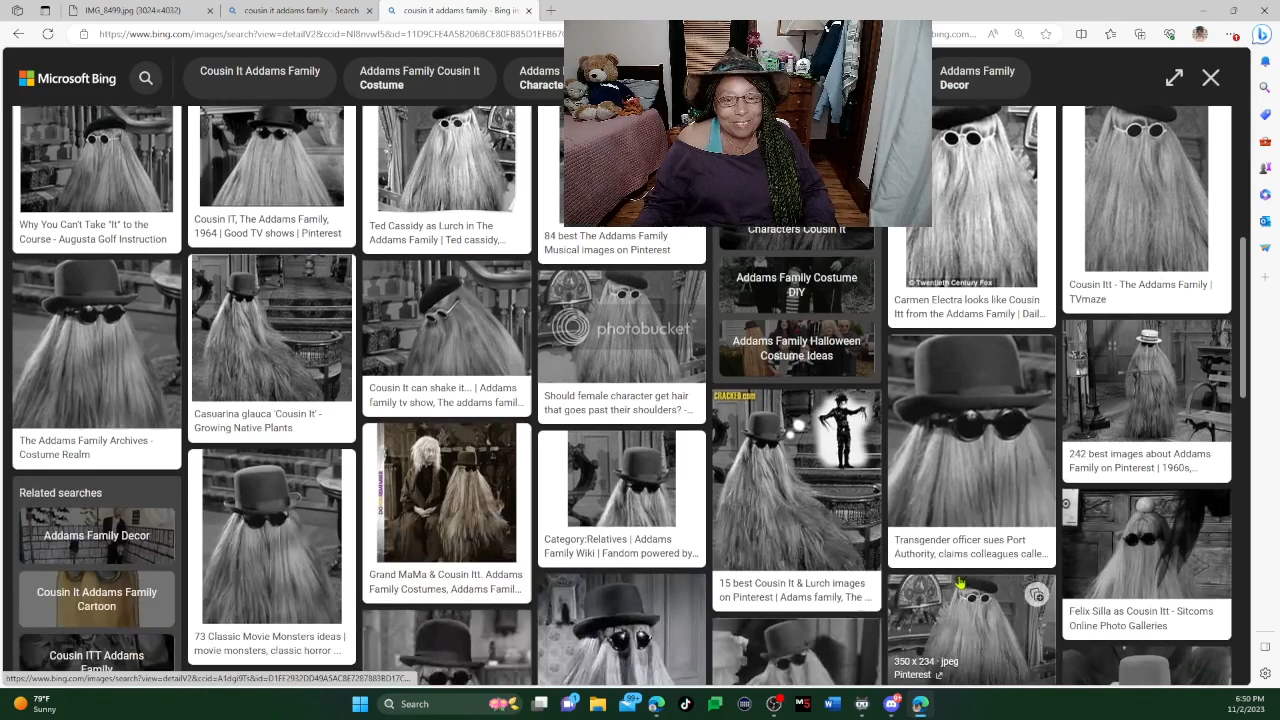 IMG_8419.jpg (3024×4032)
cousin it addams family
cousin it addams family - Bing im
https://www.bing.com/images/search?view=detailV2&ccid=NI8nvwf5&id=11D9CFE4A5B206BCEBFB85D1EFB67
bing.com...
Microsoft Bing
Cousin It Addams Family
Addams Family Cousin It
Costume
Addams
Characte
Addams Family
Decor
Why You Can't Take "It" to the
Course - Augusta Golf Instruction
Cousin IT, The Addams Family,
1964 | Good TV shows | Pinterest
Ted Cassidy as Lurch in The
Addams Family | Ted cassidy,...
84 best The Addams Family
Musical images on Pinterest
Characters Cousin It
© Twentieth Century Fox
Carmen Electra looks like Cousin
Itt from the Addams Family | Dail...
Cousin Itt - The Addams Family |
TVmaze
The Addams Family Archives -
Costume Realm
Casuarina glauca 'Cousin It' -
Growing Native Plants
Cousin It can shake it... | Addams
family tv show, The addams famil...
photobucket
Should female character get hair
that goes past their shoulders? -...
Addams Family Costume
DIY
Addams Family Halloween
Costume Ideas
CRACKED.COM
242 best images about Addams
Family on Pinterest | 1960s,...
Related searches
Addams Family Decor
Cousin It Addams Family
Cartoon
Cousin ITT Addams
Family
73 Classic Movie Monsters ideas |
movie monsters, classic horror ...
DO YOU REMEMBER
Grand MaMa & Cousin Itt. Addams
Family Costumes, Addams Famil...
Category:Relatives | Addams
Family Wiki | Fandom powered by...
15 best Cousin It & Lurch images
on Pinterest | Adams family, The ...
Transgender officer sues Port
Authority, claims colleagues calle...
350 x 234 · jpeg
Pinterest
Felix Silla as Cousin Itt - Sitcoms
Online Photo Galleries
79°F
Sunny
Search
1
99+
6:50 PM
11/2/2023